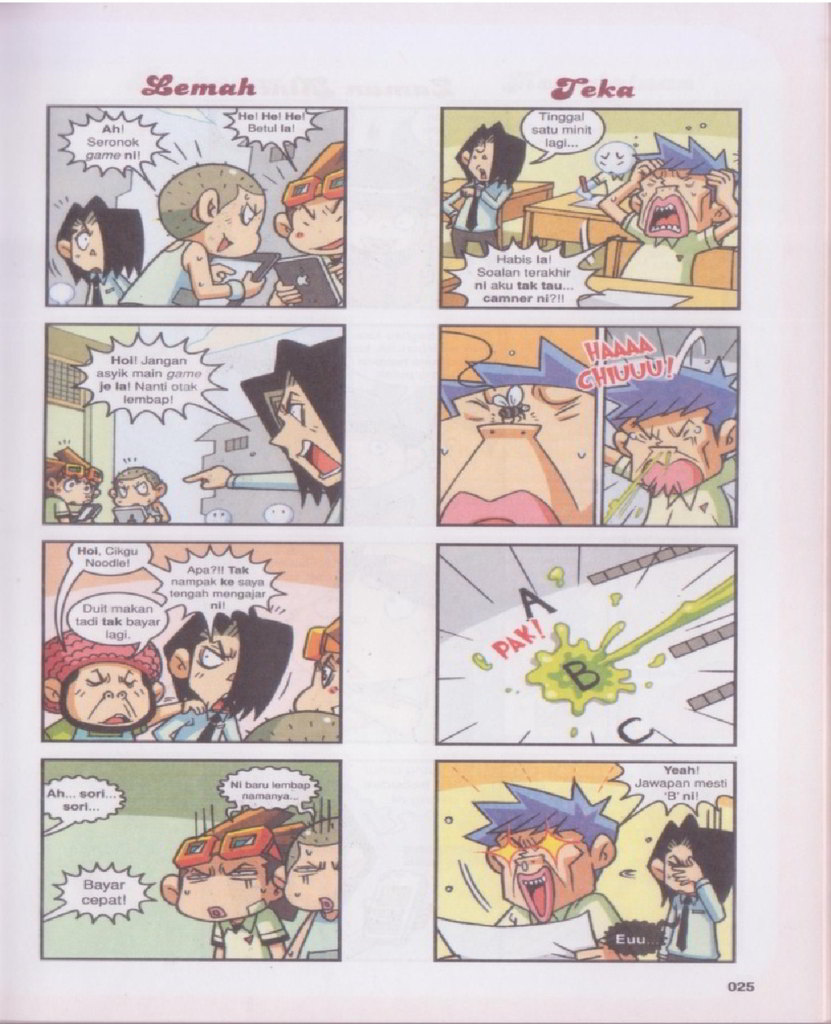 Lemah
Ah!
Seronok
game ni!
He! He! He!
Betul la!
Hoi! Jangan
asyik main game
je la! Nanti otak
lembap!
Hoi, Cikgu
Noodle!
Duit makan
tadi tak bayar
lagi.
Apa?!! Tak
nampak ke saya
tengah mengajar
ni!
Ah... sori...
sori...
Ni baru lembap
namanya...
Bayar
cepat!
Teka
Tinggal
satu minit
lagi...
Habis la!
Soalan terakhir
ni aku tak tau...
camner ni?!!
HAAAA
CHIUUU!
A
PAK!
B
C
Yeah!
Jawapan mesti
'B' ni!
Euu...
025